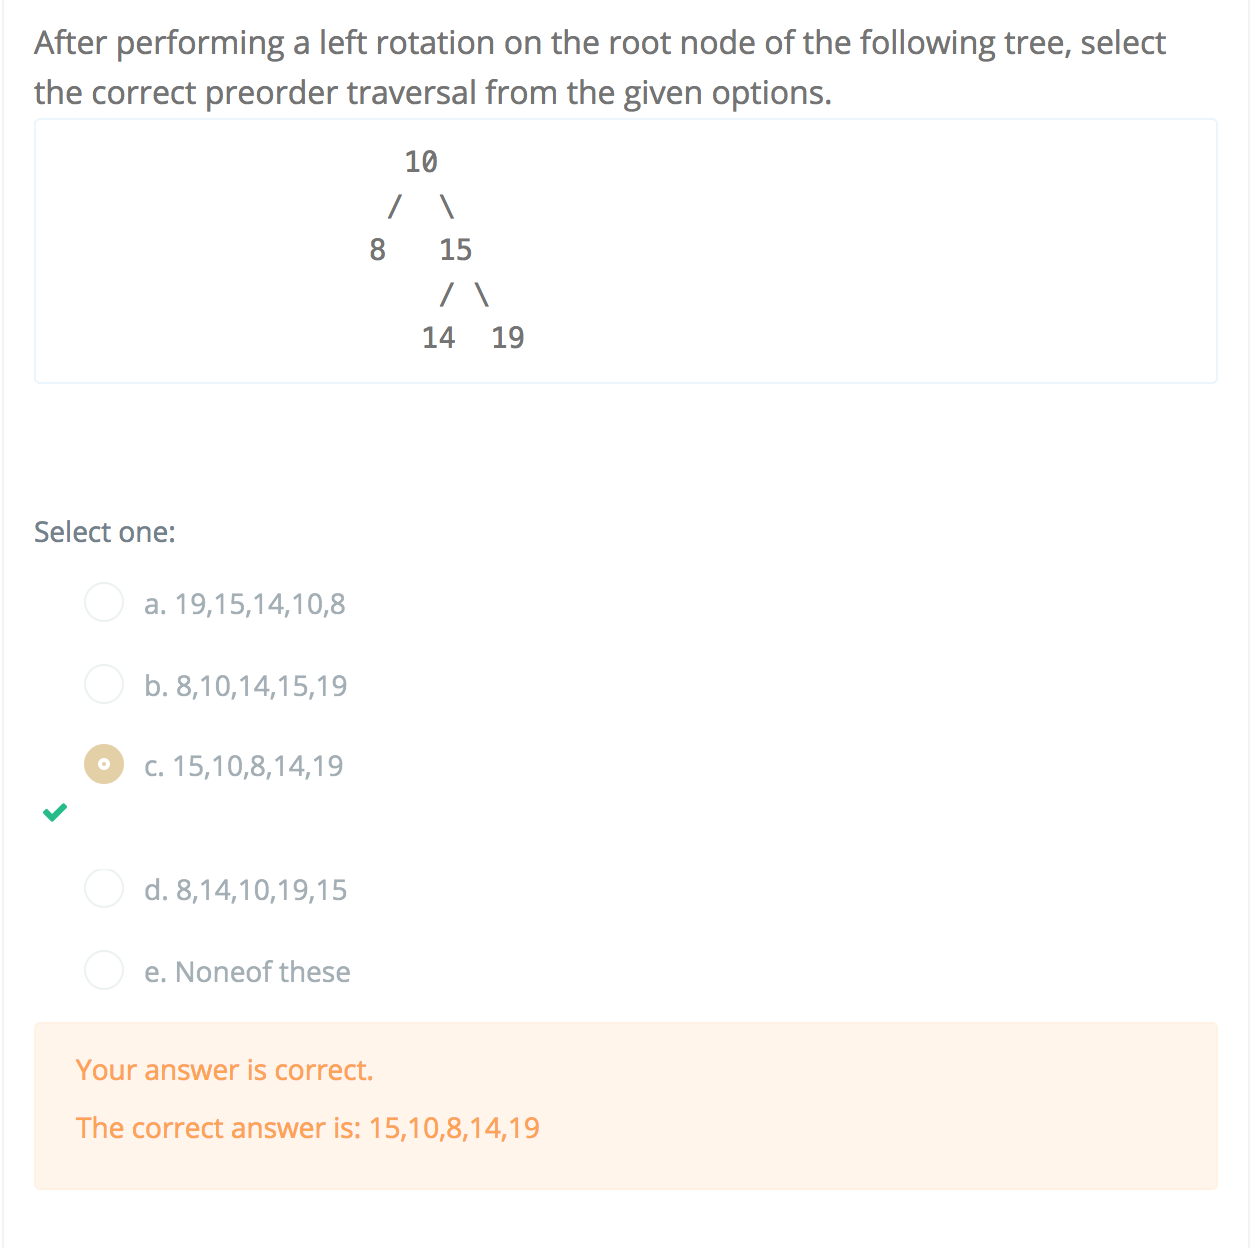 After performing a left rotation on the root node of the following tree, select
the correct preorder traversal from the given options.
10
/ \
8 15
/ \
14 19
Select one:
a. 19,15,14,10,8
b. 8,10,14,15,19
c. 15,10,8,14,19
d. 8,14,10,19,15
e. Noneof these
Your answer is correct.
The correct answer is: 15,10,8,14,19